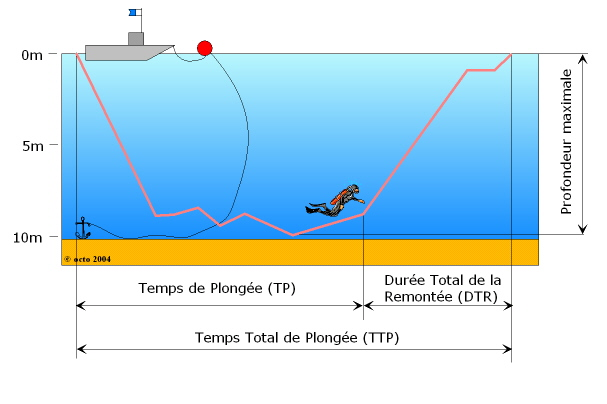 0m
5m
10m
Profondeur maximale
© octo 2004
Temps de Plongée (TP)
Durée Total de la
Remontée (DTR)
Temps Total de Plongée (TTP)